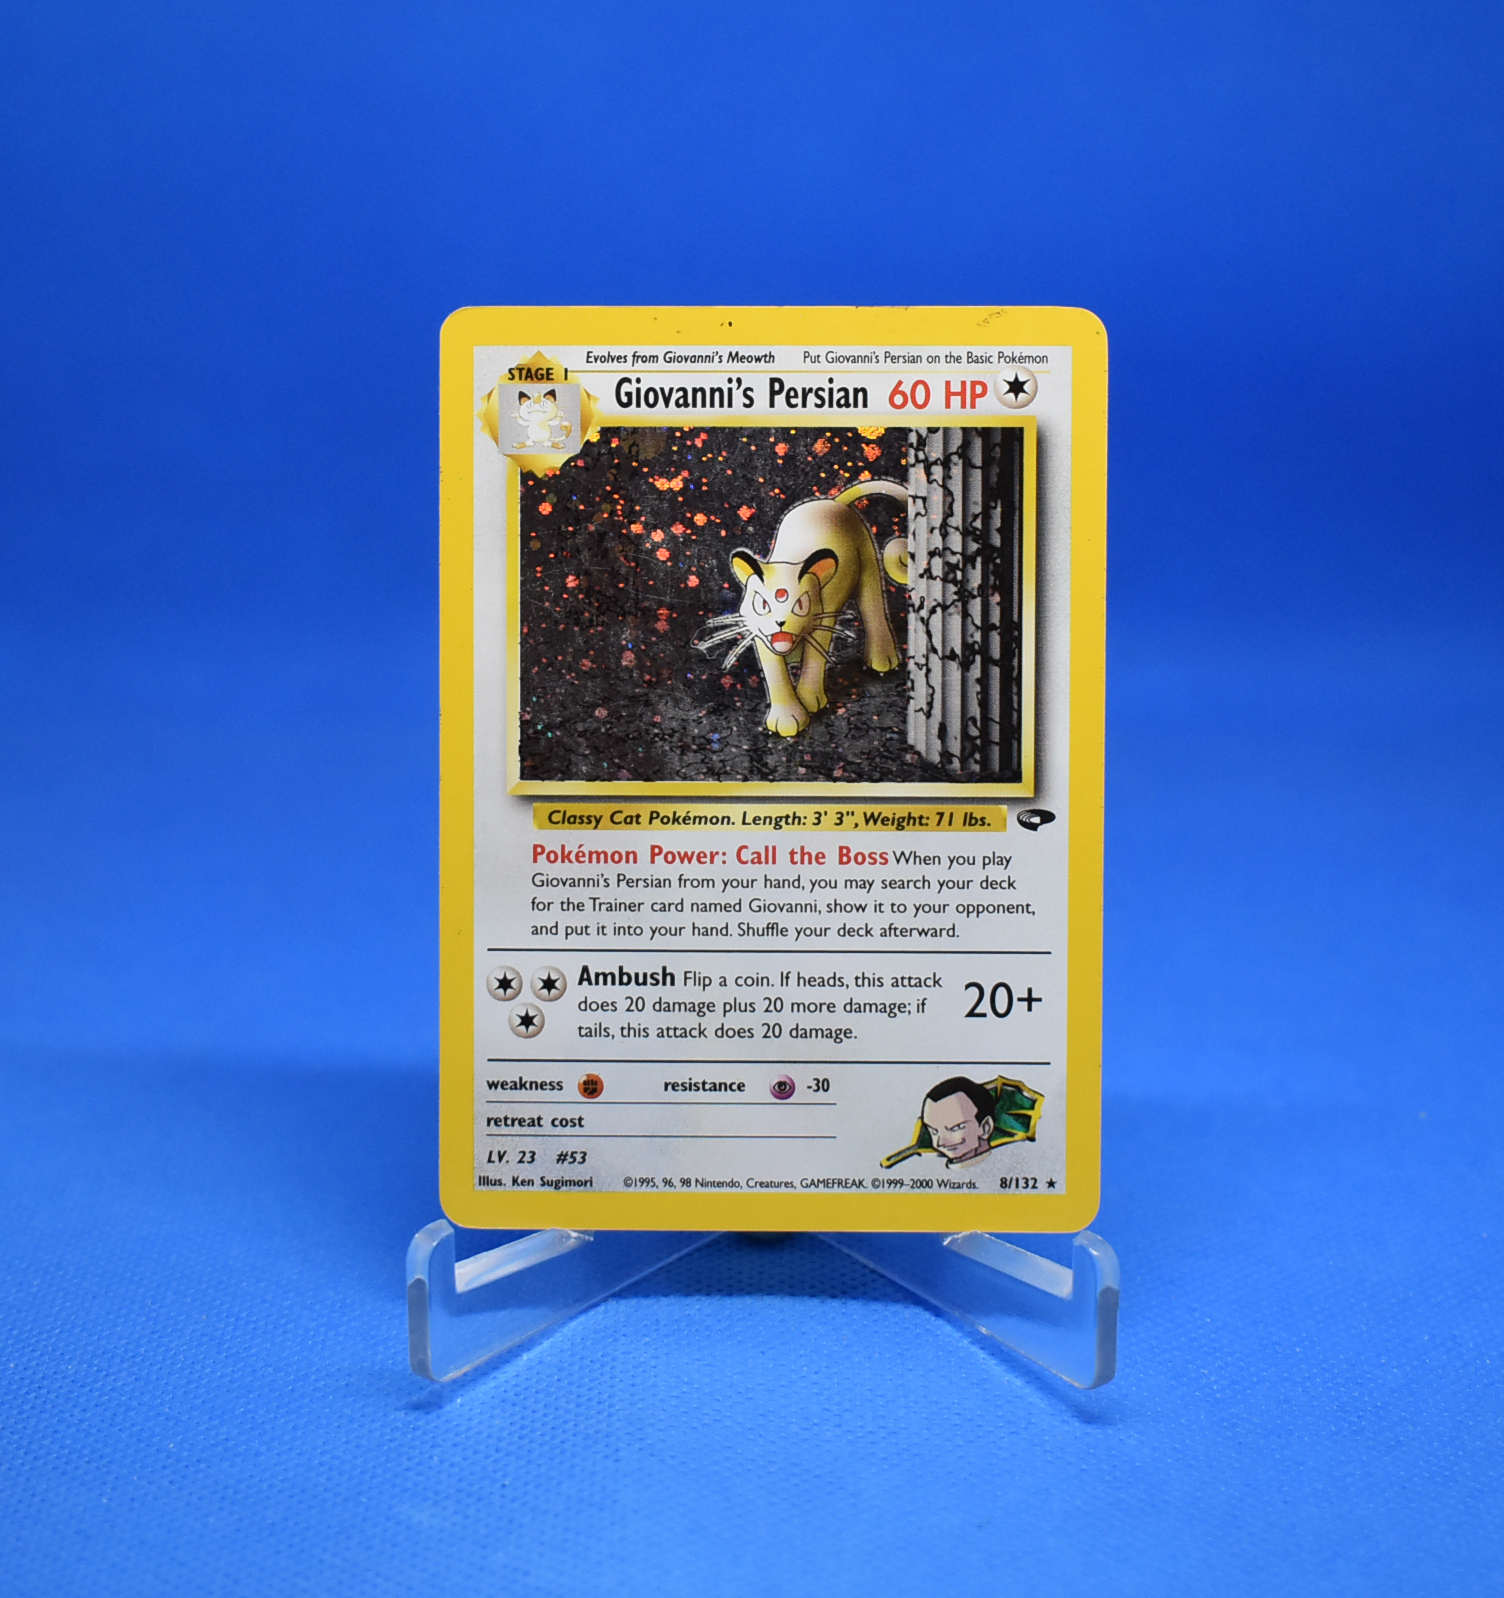 Evolves from Giovanni's Meowth Put Giovanni's Persian on the Basic Pokémon
STAGE 1
Giovanni's Persian 60 HP
Classy Cat Pokémon. Length: 3' 3", Weight: 71 lbs.
Pokémon Power: Call the Boss When you play
Giovanni's Persian from your hand, you may search your deck
for the Trainer card named Giovanni, show it to your opponent,
and put it into your hand. Shuffle your deck afterward.
Ambush Flip a coin. If heads, this attack
does 20 damage plus 20 more damage; if
tails, this attack does 20 damage.
20+
weakness resistance -30
retreat cost
LV. 23 #53
Illus. Ken Sugimori ©1995, 96, 98 Nintendo, Creatures, GAMEFREAK. ©1999–2000 Wizards. 8/132 ★